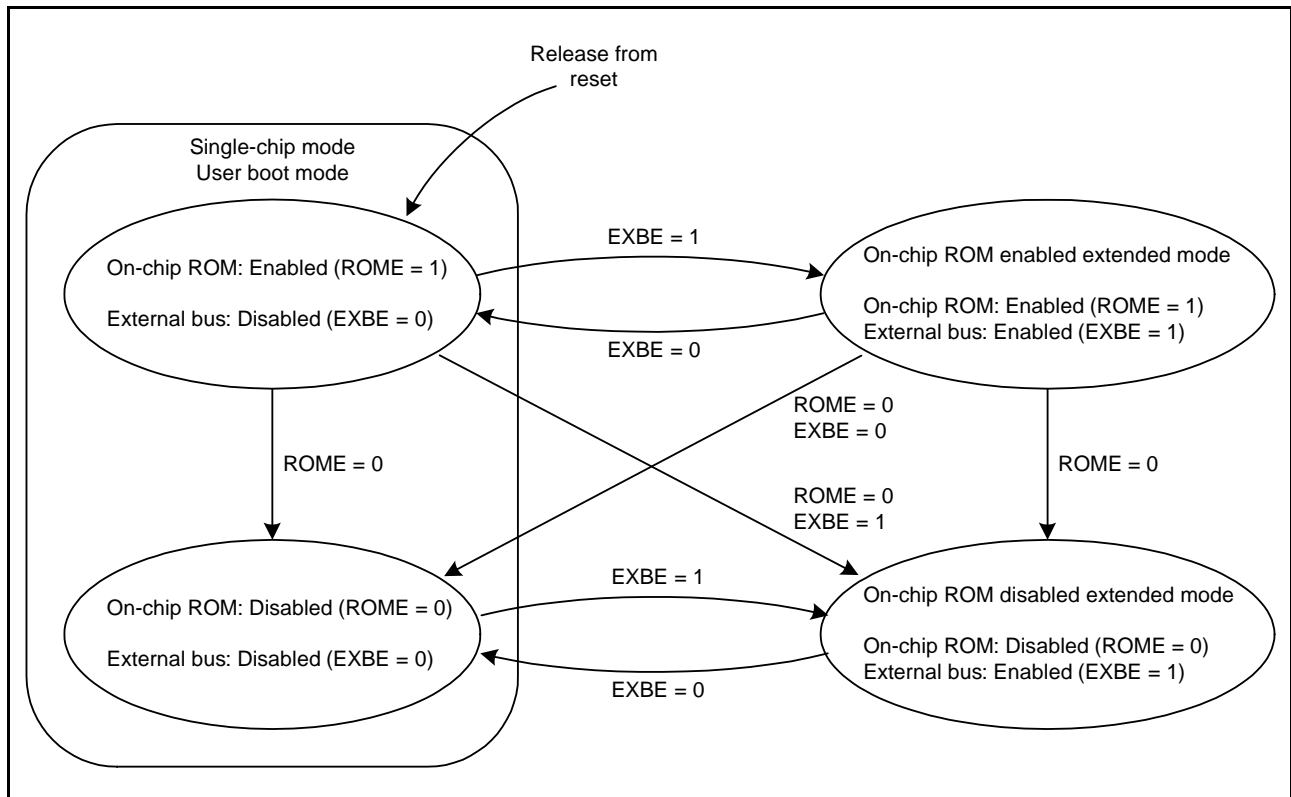 Release from
reset
Single-chip mode
User boot mode
On-chip ROM: Enabled (ROME = 1)
External bus: Disabled (EXBE = 0)
EXBE = 1
EXBE = 0
On-chip ROM enabled extended mode
On-chip ROM: Enabled (ROME = 1)
External bus: Enabled (EXBE = 1)
ROME = 0
EXBE = 0
ROME = 0
ROME = 0
ROME = 0
EXBE = 1
On-chip ROM: Disabled (ROME = 0)
External bus: Disabled (EXBE = 0)
EXBE = 1
EXBE = 0
On-chip ROM disabled extended mode
On-chip ROM: Disabled (ROME = 0)
External bus: Enabled (EXBE = 1)